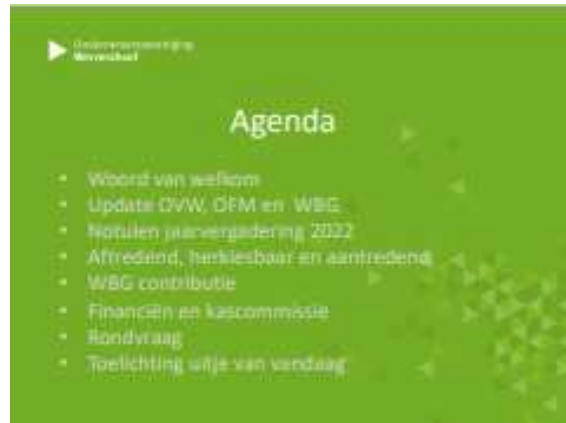 Ondernemersvereniging
Wervershoof
Agenda
• Woord van welkom
• Update OVW, OFM en WBG
• Notulen jaarvergadering 2022
• Aftredend, herkiesbaar en aantredend
• WBG contributie
• Financiën en kascommissie
• Rondvraag
• Toelichting uitje van vandaag